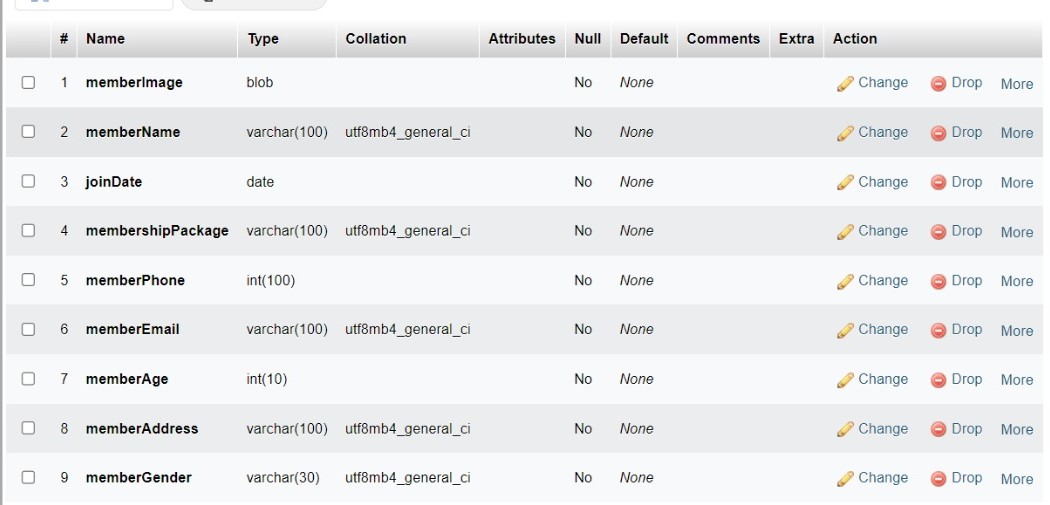 # Name Type Collation Attributes Null Default Comments Extra Action
1 memberImage blob No None Change Drop More
2 memberName varchar(100) utf8mb4_general_ci No None Change Drop More
3 joinDate date No None Change Drop More
4 membershipPackage varchar(100) utf8mb4_general_ci No None Change Drop More
5 memberPhone int(100) No None Change Drop More
6 memberEmail varchar(100) utf8mb4_general_ci No None Change Drop More
7 memberAge int(10) No None Change Drop More
8 memberAddress varchar(100) utf8mb4_general_ci No None Change Drop More
9 memberGender varchar(30) utf8mb4_general_ci No None Change Drop More